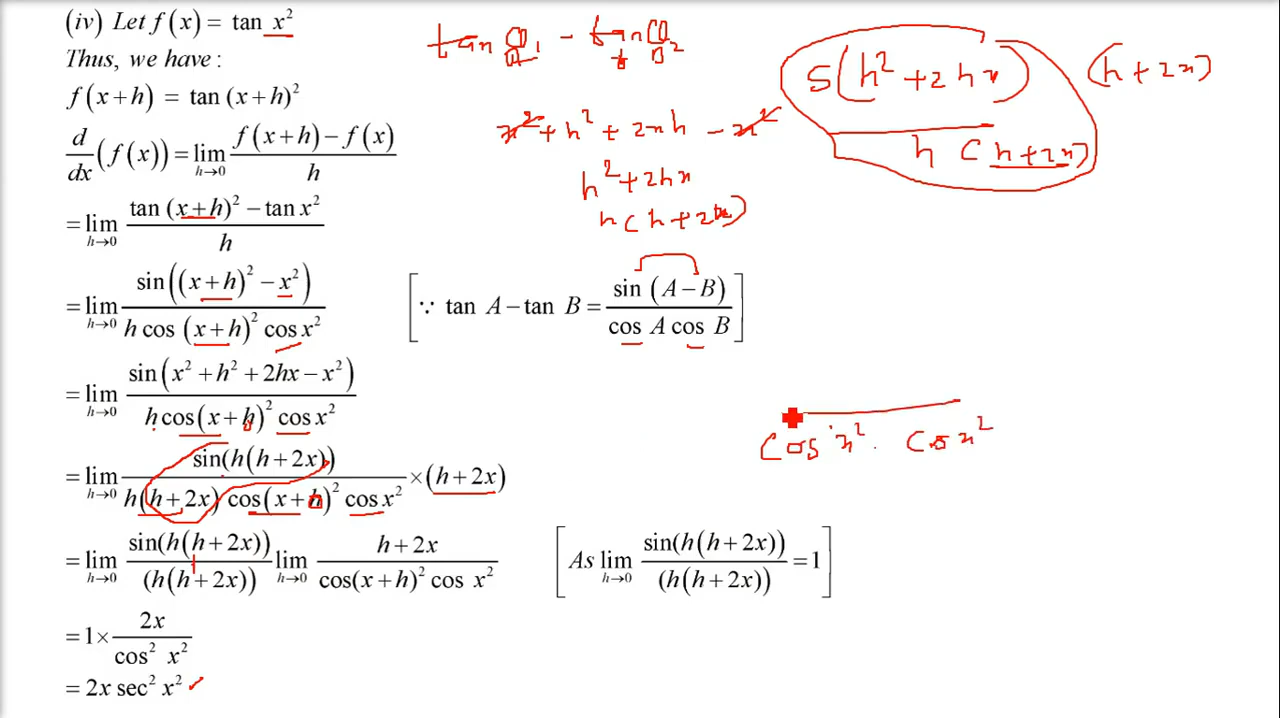 (iv) Let f(x) = tan x²
Thus, we have :
f(x+h) = tan (x+h)²
d/dx (f(x)) = lim h→0 (f(x+h) − f(x))/h
= lim h→0 (tan (x+h)² − tan x²)/h
= lim h→0 sin((x+h)² − x²)/(h cos (x+h)² cos x²) [∵ tan A − tan B = sin (A−B)/(cos A cos B)]
= lim h→0 sin(x² + h² + 2hx − x²)/(h cos(x+h)² cos x²)
= lim h→0 sin(h(h+2x))/(h(h+2x) cos(x+h)² cos x²) × (h+2x)
= lim h→0 sin(h(h+2x))/(h(h+2x)) lim h→0 (h+2x)/(cos(x+h)² cos x²) [As lim h→0 sin(h(h+2x))/(h(h+2x)) = 1]
= 1 × 2x/(cos² x²)
= 2x sec² x²
x² + h² + 2xh − x²
h² + 2hx
h(h + 2x)
S(h² + 2hx)
h(h + 2x)
(h + 2x)
cos x² . cos x²